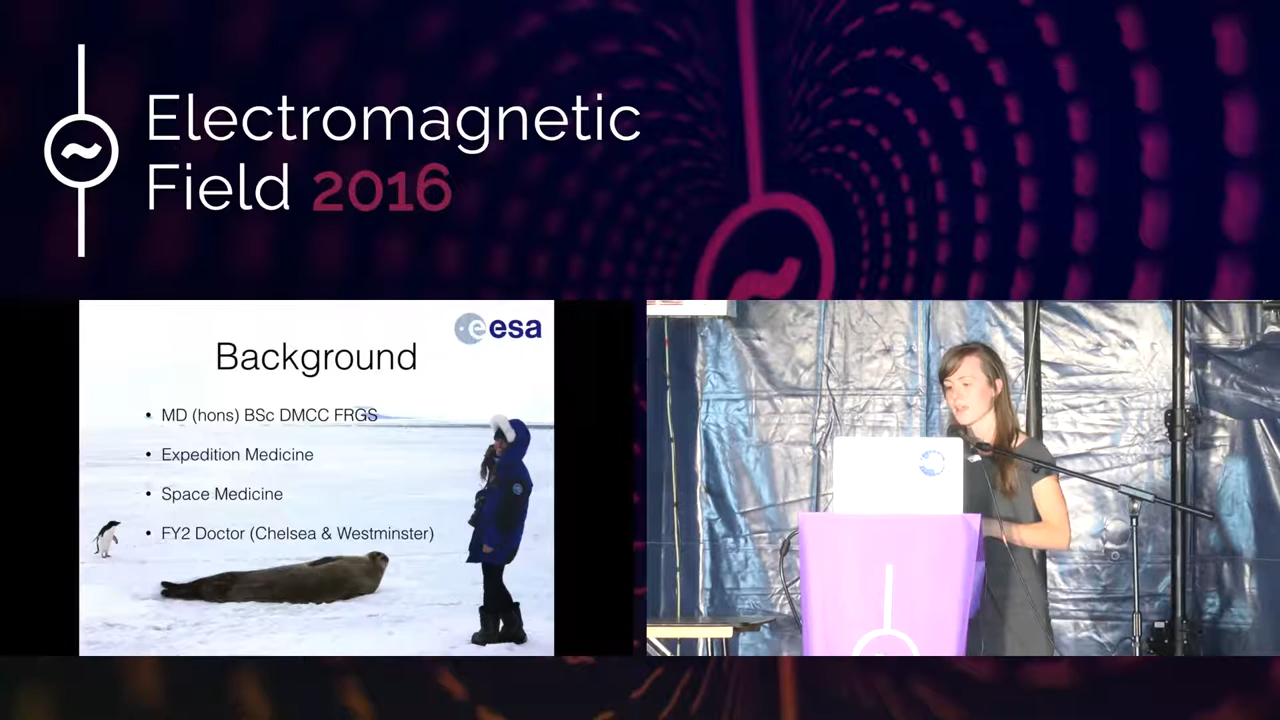 Electromagnetic
Field 2016
esa
Background
• MD (hons) BSc DMCC FRGS
• Expedition Medicine
• Space Medicine
• FY2 Doctor (Chelsea & Westminster)